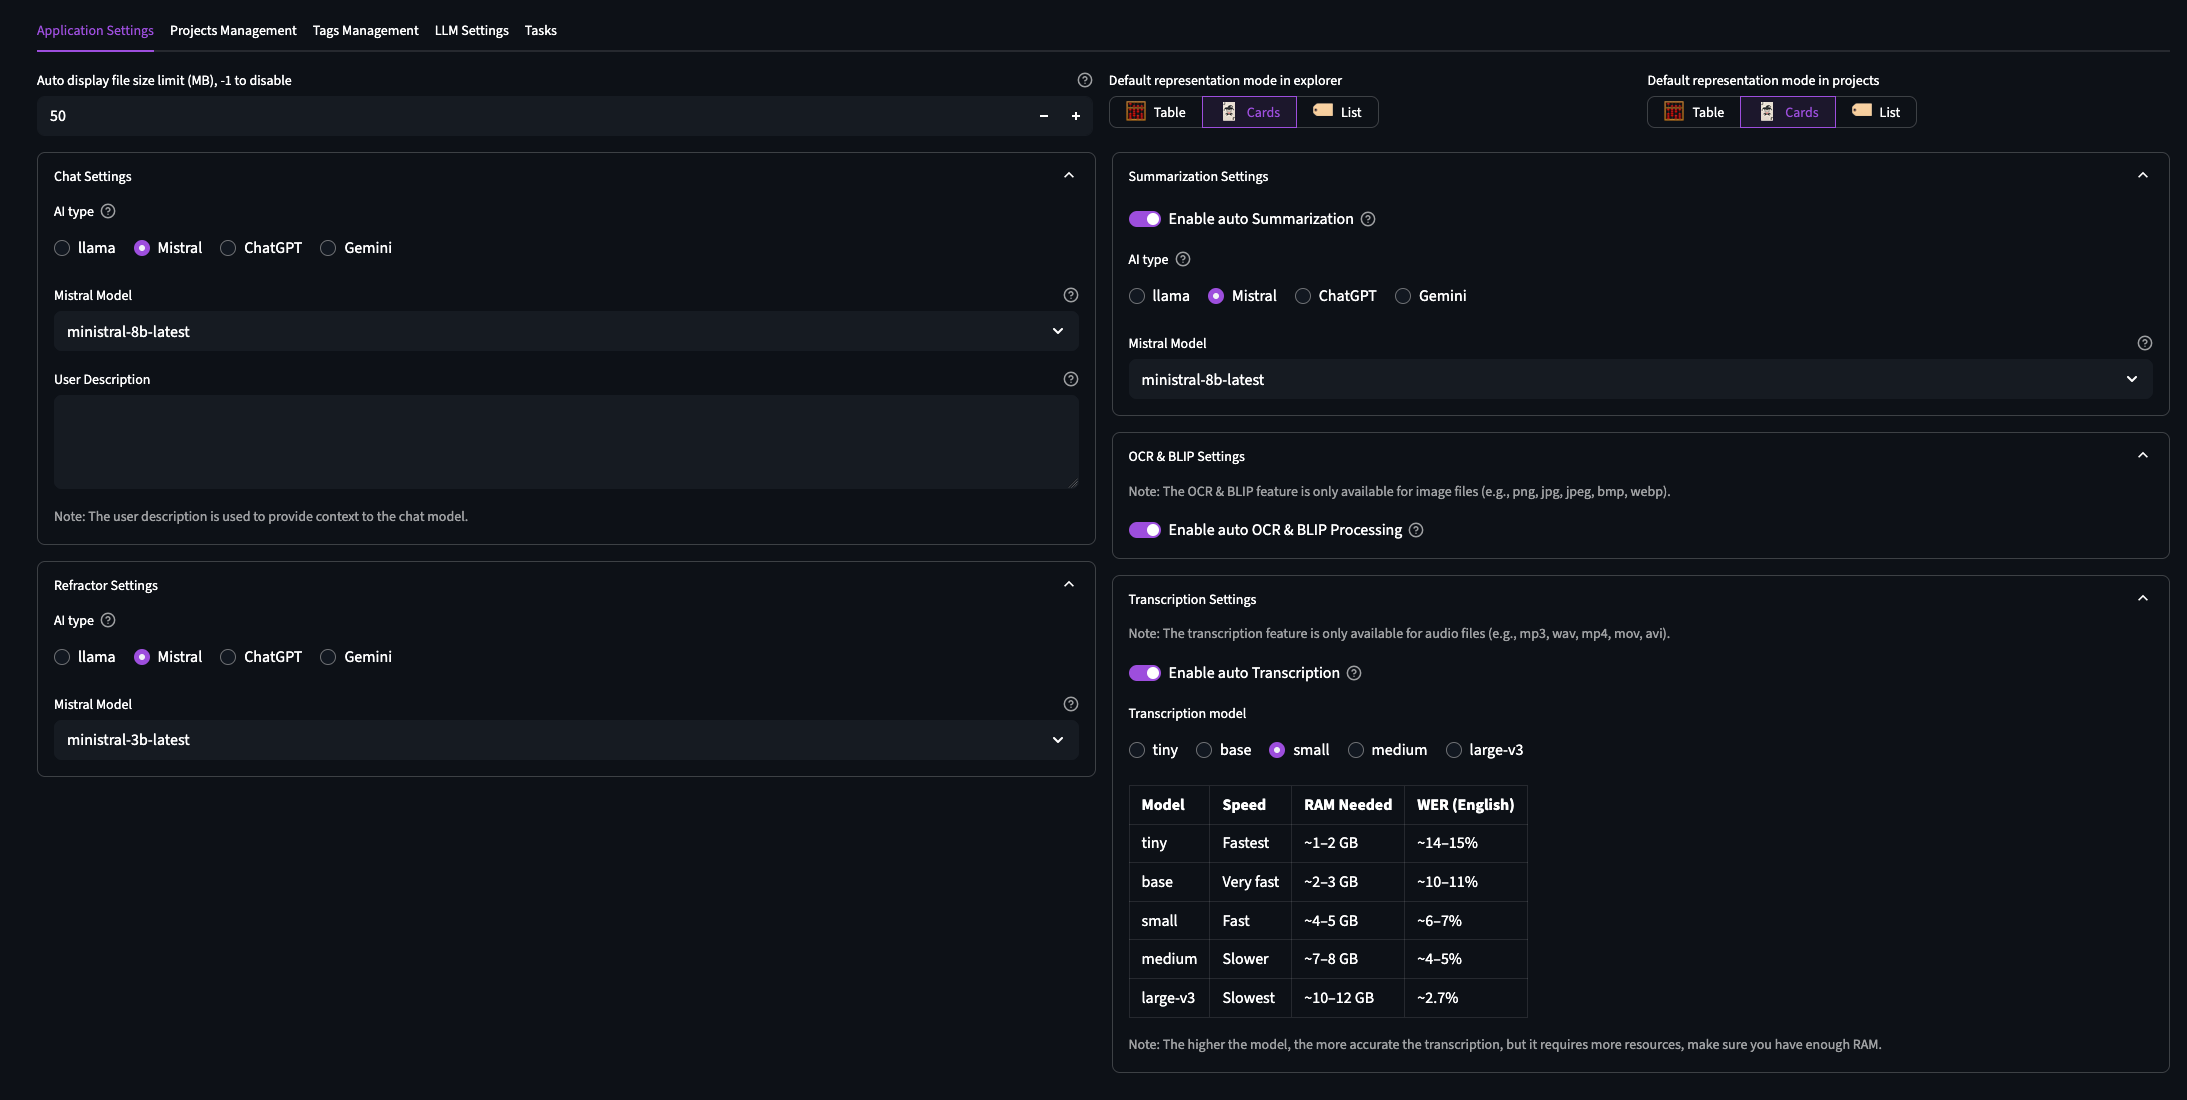 Application Settings Projects Management Tags Management LLM Settings Tasks
Auto display file size limit (MB), -1 to disable
50
Default representation mode in explorer
Table Cards List
Default representation mode in projects
Table Cards List
Chat Settings
AI type
llama Mistral ChatGPT Gemini
Mistral Model
ministral-8b-latest
User Description
Note: The user description is used to provide context to the chat model.
Refractor Settings
AI type
llama Mistral ChatGPT Gemini
Mistral Model
ministral-3b-latest
Summarization Settings
Enable auto Summarization
AI type
llama Mistral ChatGPT Gemini
Mistral Model
ministral-8b-latest
OCR & BLIP Settings
Note: The OCR & BLIP feature is only available for image files (e.g., png, jpg, jpeg, bmp, webp).
Enable auto OCR & BLIP Processing
Transcription Settings
Note: The transcription feature is only available for audio files (e.g., mp3, wav, mp4, mov, avi).
Enable auto Transcription
Transcription model
tiny base small medium large-v3
Model Speed RAM Needed WER (English)
tiny Fastest ~1–2 GB ~14–15%
base Very fast ~2–3 GB ~10–11%
small Fast ~4–5 GB ~6–7%
medium Slower ~7–8 GB ~4–5%
large-v3 Slowest ~10–12 GB ~2.7%
Note: The higher the model, the more accurate the transcription, but it requires more resources, make sure you have enough RAM.